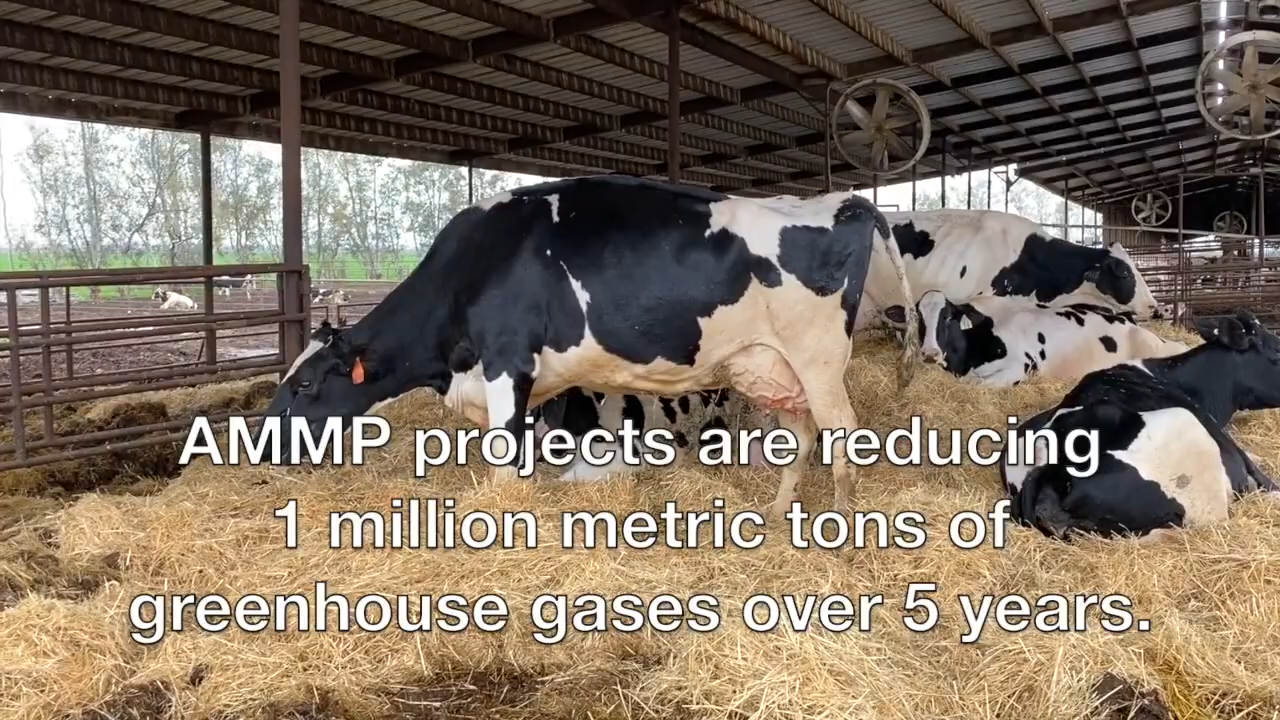 AMMP projects are reducing
1 million metric tons of
greenhouse gases over 5 years.